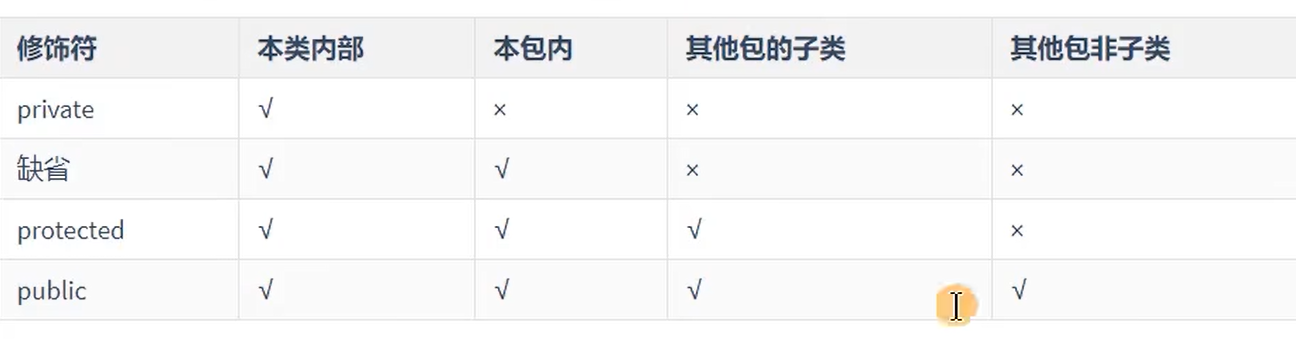 修饰符 本类内部 本包内 其他包的子类 其他包非子类
private √ × × ×
缺省 √ √ × ×
protected √ √ √ ×
public √ √ √ √